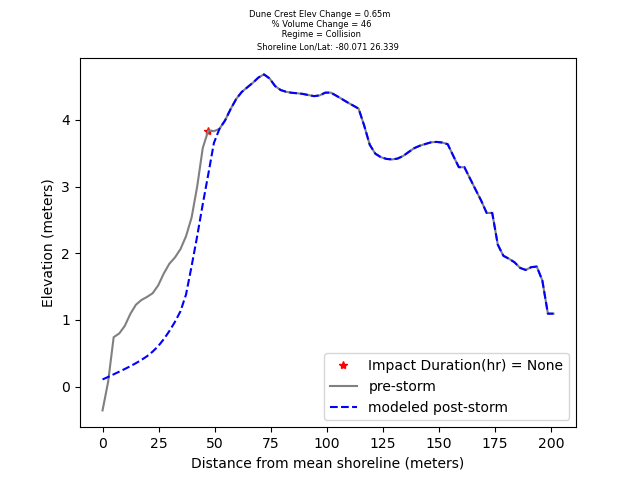 Dune Crest Elev Change = 0.65m
% Volume Change = 46
Regime = Collision
Shoreline Lon/Lat: -80.071 26.339
Elevation (meters)
4
3
2
1
0
Impact Duration(hr) = None
pre-storm
modeled post-storm
0 25 50 75 100 125 150 175 200
Distance from mean shoreline (meters)